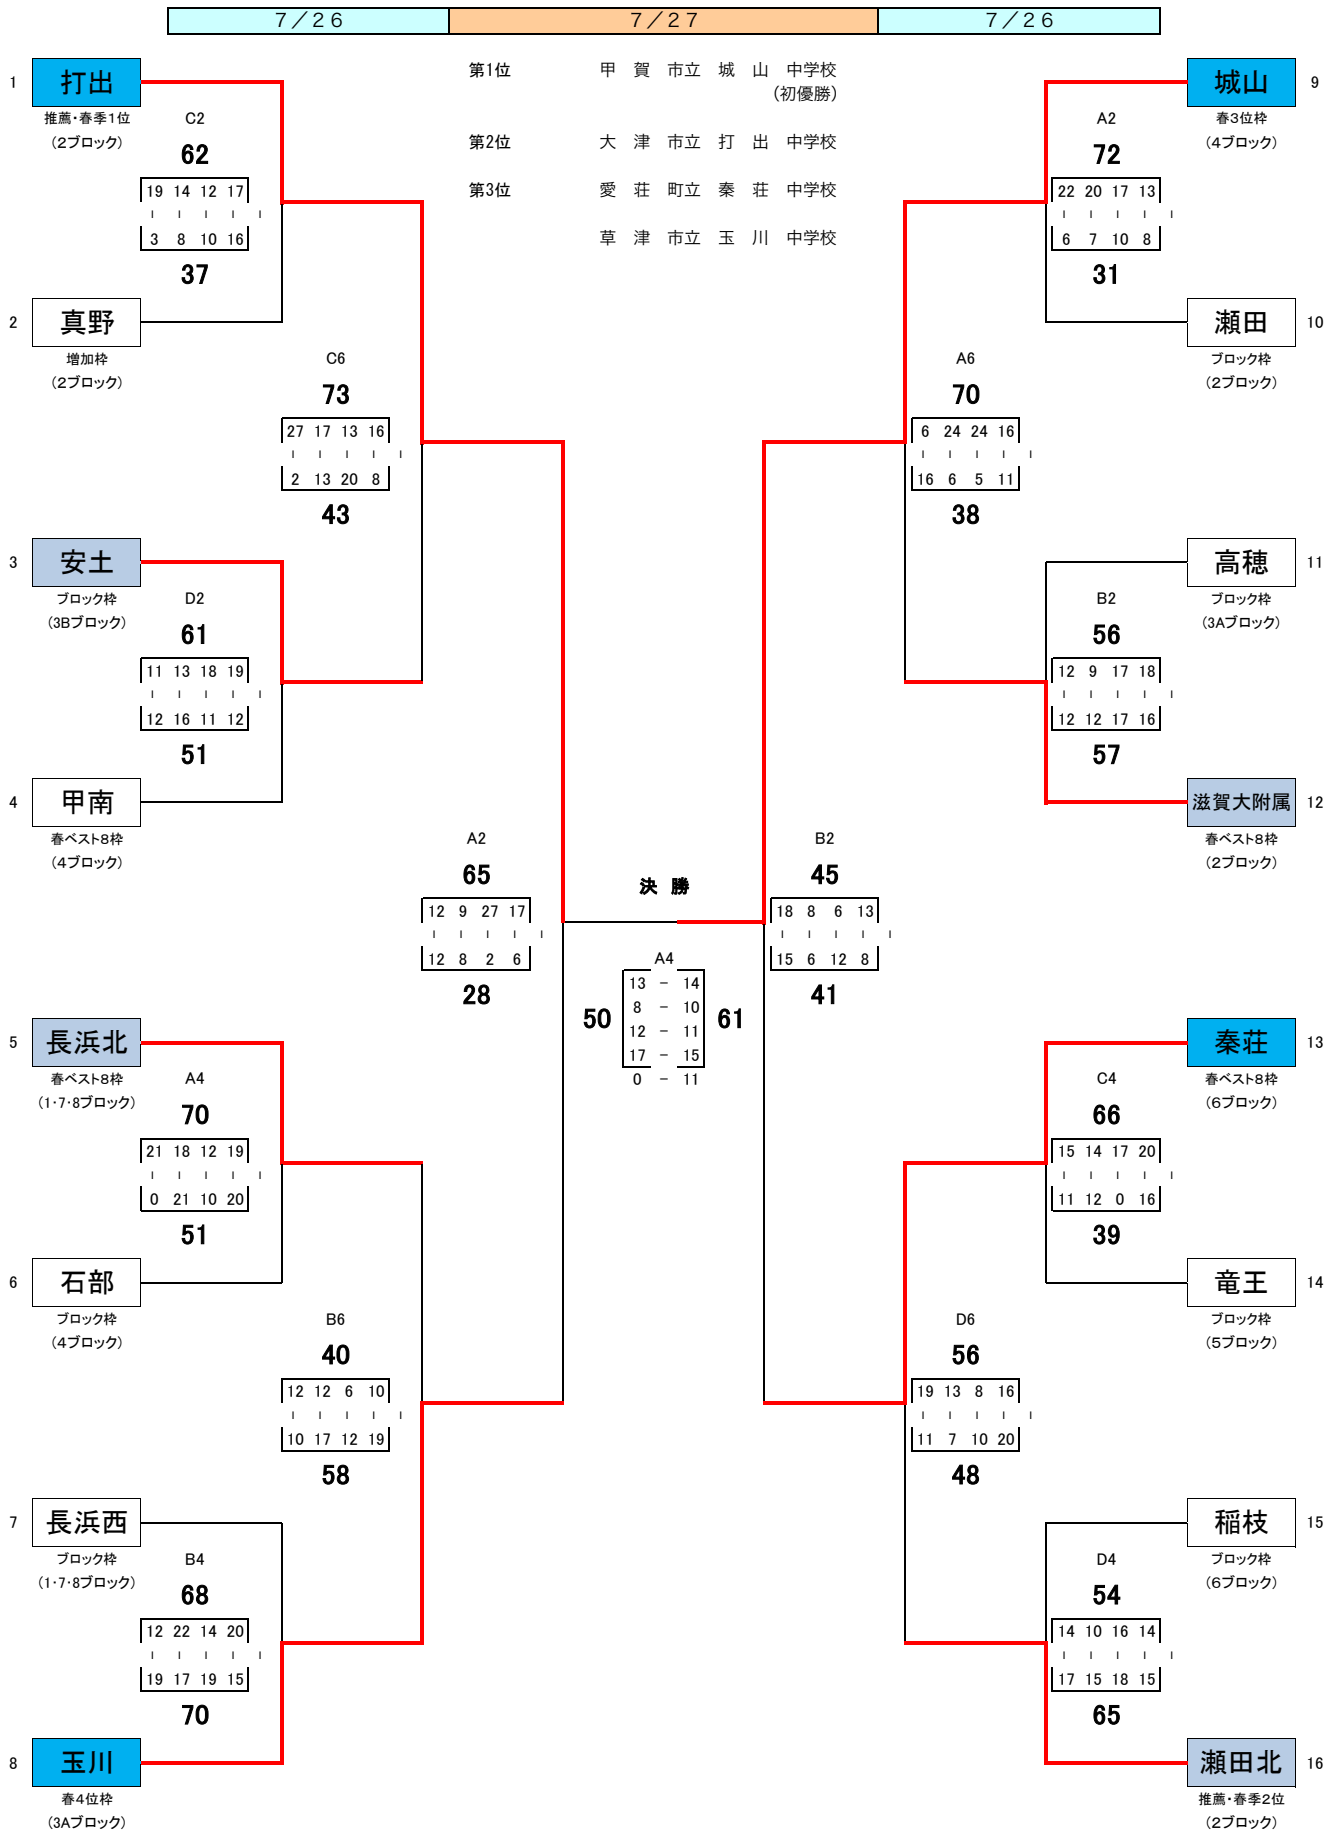 ７／２６
７／２７
７／２６
第1位 甲 賀 市立 城 山 中学校
(初優勝)
第2位 大 津 市立 打 出 中学校
第3位 愛 荘 町立 秦 荘 中学校
草 津 市立 玉 川 中学校
1 打出
推薦・春季1位
(2ブロック)
C2
62
19 14 12 17
3 8 10 16
37
2 真野
増加枠
(2ブロック)
C6
73
27 17 13 16
2 13 20 8
43
3 安土
ブロック枠
(3Bブロック)
D2
61
11 13 18 19
12 16 11 12
51
4 甲南
春ベスト8枠
(4ブロック)
A2
65
12 9 27 17
12 8 2 6
28
5 長浜北
春ベスト8枠
(1・7・8ブロック)
A4
70
21 18 12 19
0 21 10 20
51
6 石部
ブロック枠
(4ブロック)
B6
40
12 12 6 10
10 17 12 19
58
7 長浜西
ブロック枠
(1・7・8ブロック)
B4
68
12 22 14 20
19 17 19 15
70
8 玉川
春4位枠
(3Aブロック)
決 勝
A4
50
13 - 14
8 - 10
12 - 11
17 - 15
0 - 11
61
城山 9
春3位枠
(4ブロック)
A2
72
22 20 17 13
6 7 10 8
31
瀬田 10
ブロック枠
(2ブロック)
A6
70
6 24 24 16
16 6 5 11
38
高穂 11
ブロック枠
(3Aブロック)
B2
56
12 9 17 18
12 12 17 16
57
滋賀大附属 12
春ベスト8枠
(2ブロック)
B2
45
18 8 6 13
15 6 12 8
41
秦荘 13
春ベスト8枠
(6ブロック)
C4
66
15 14 17 20
11 12 0 16
39
竜王 14
ブロック枠
(5ブロック)
D6
56
19 13 8 16
11 7 10 20
48
稲枝 15
ブロック枠
(6ブロック)
D4
54
14 10 16 14
17 15 18 15
65
瀬田北 16
推薦・春季2位
(2ブロック)